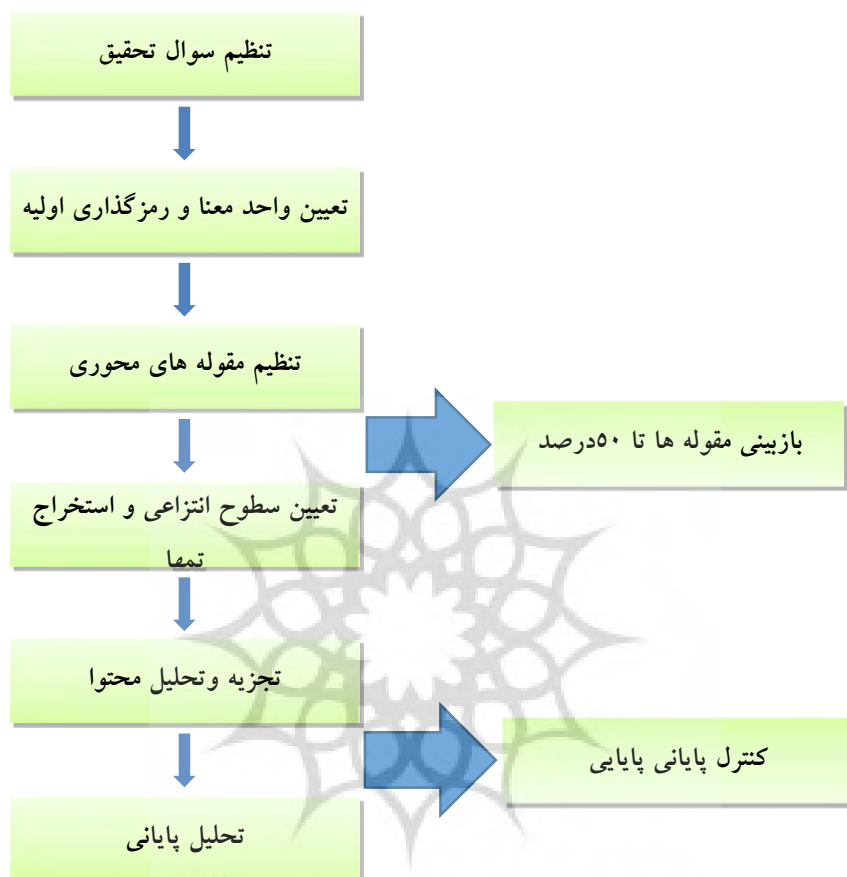 تنظیم سوال تحقیق
تعیین واحد معنا و رمزگذاری اولیه
تنظیم مقوله های محوری
بازبینی مقوله ها تا ۵۰درصد
تعیین سطوح انتزاعی و استخراج
تمها
تجزیه وتحلیل محتوا
کنترل پایانی پایایی
تحلیل پایانی